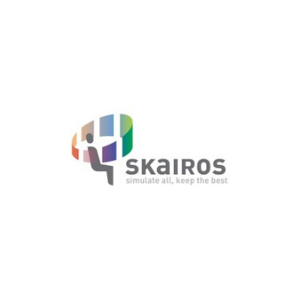 SKaIROS
simulate all, keep the best